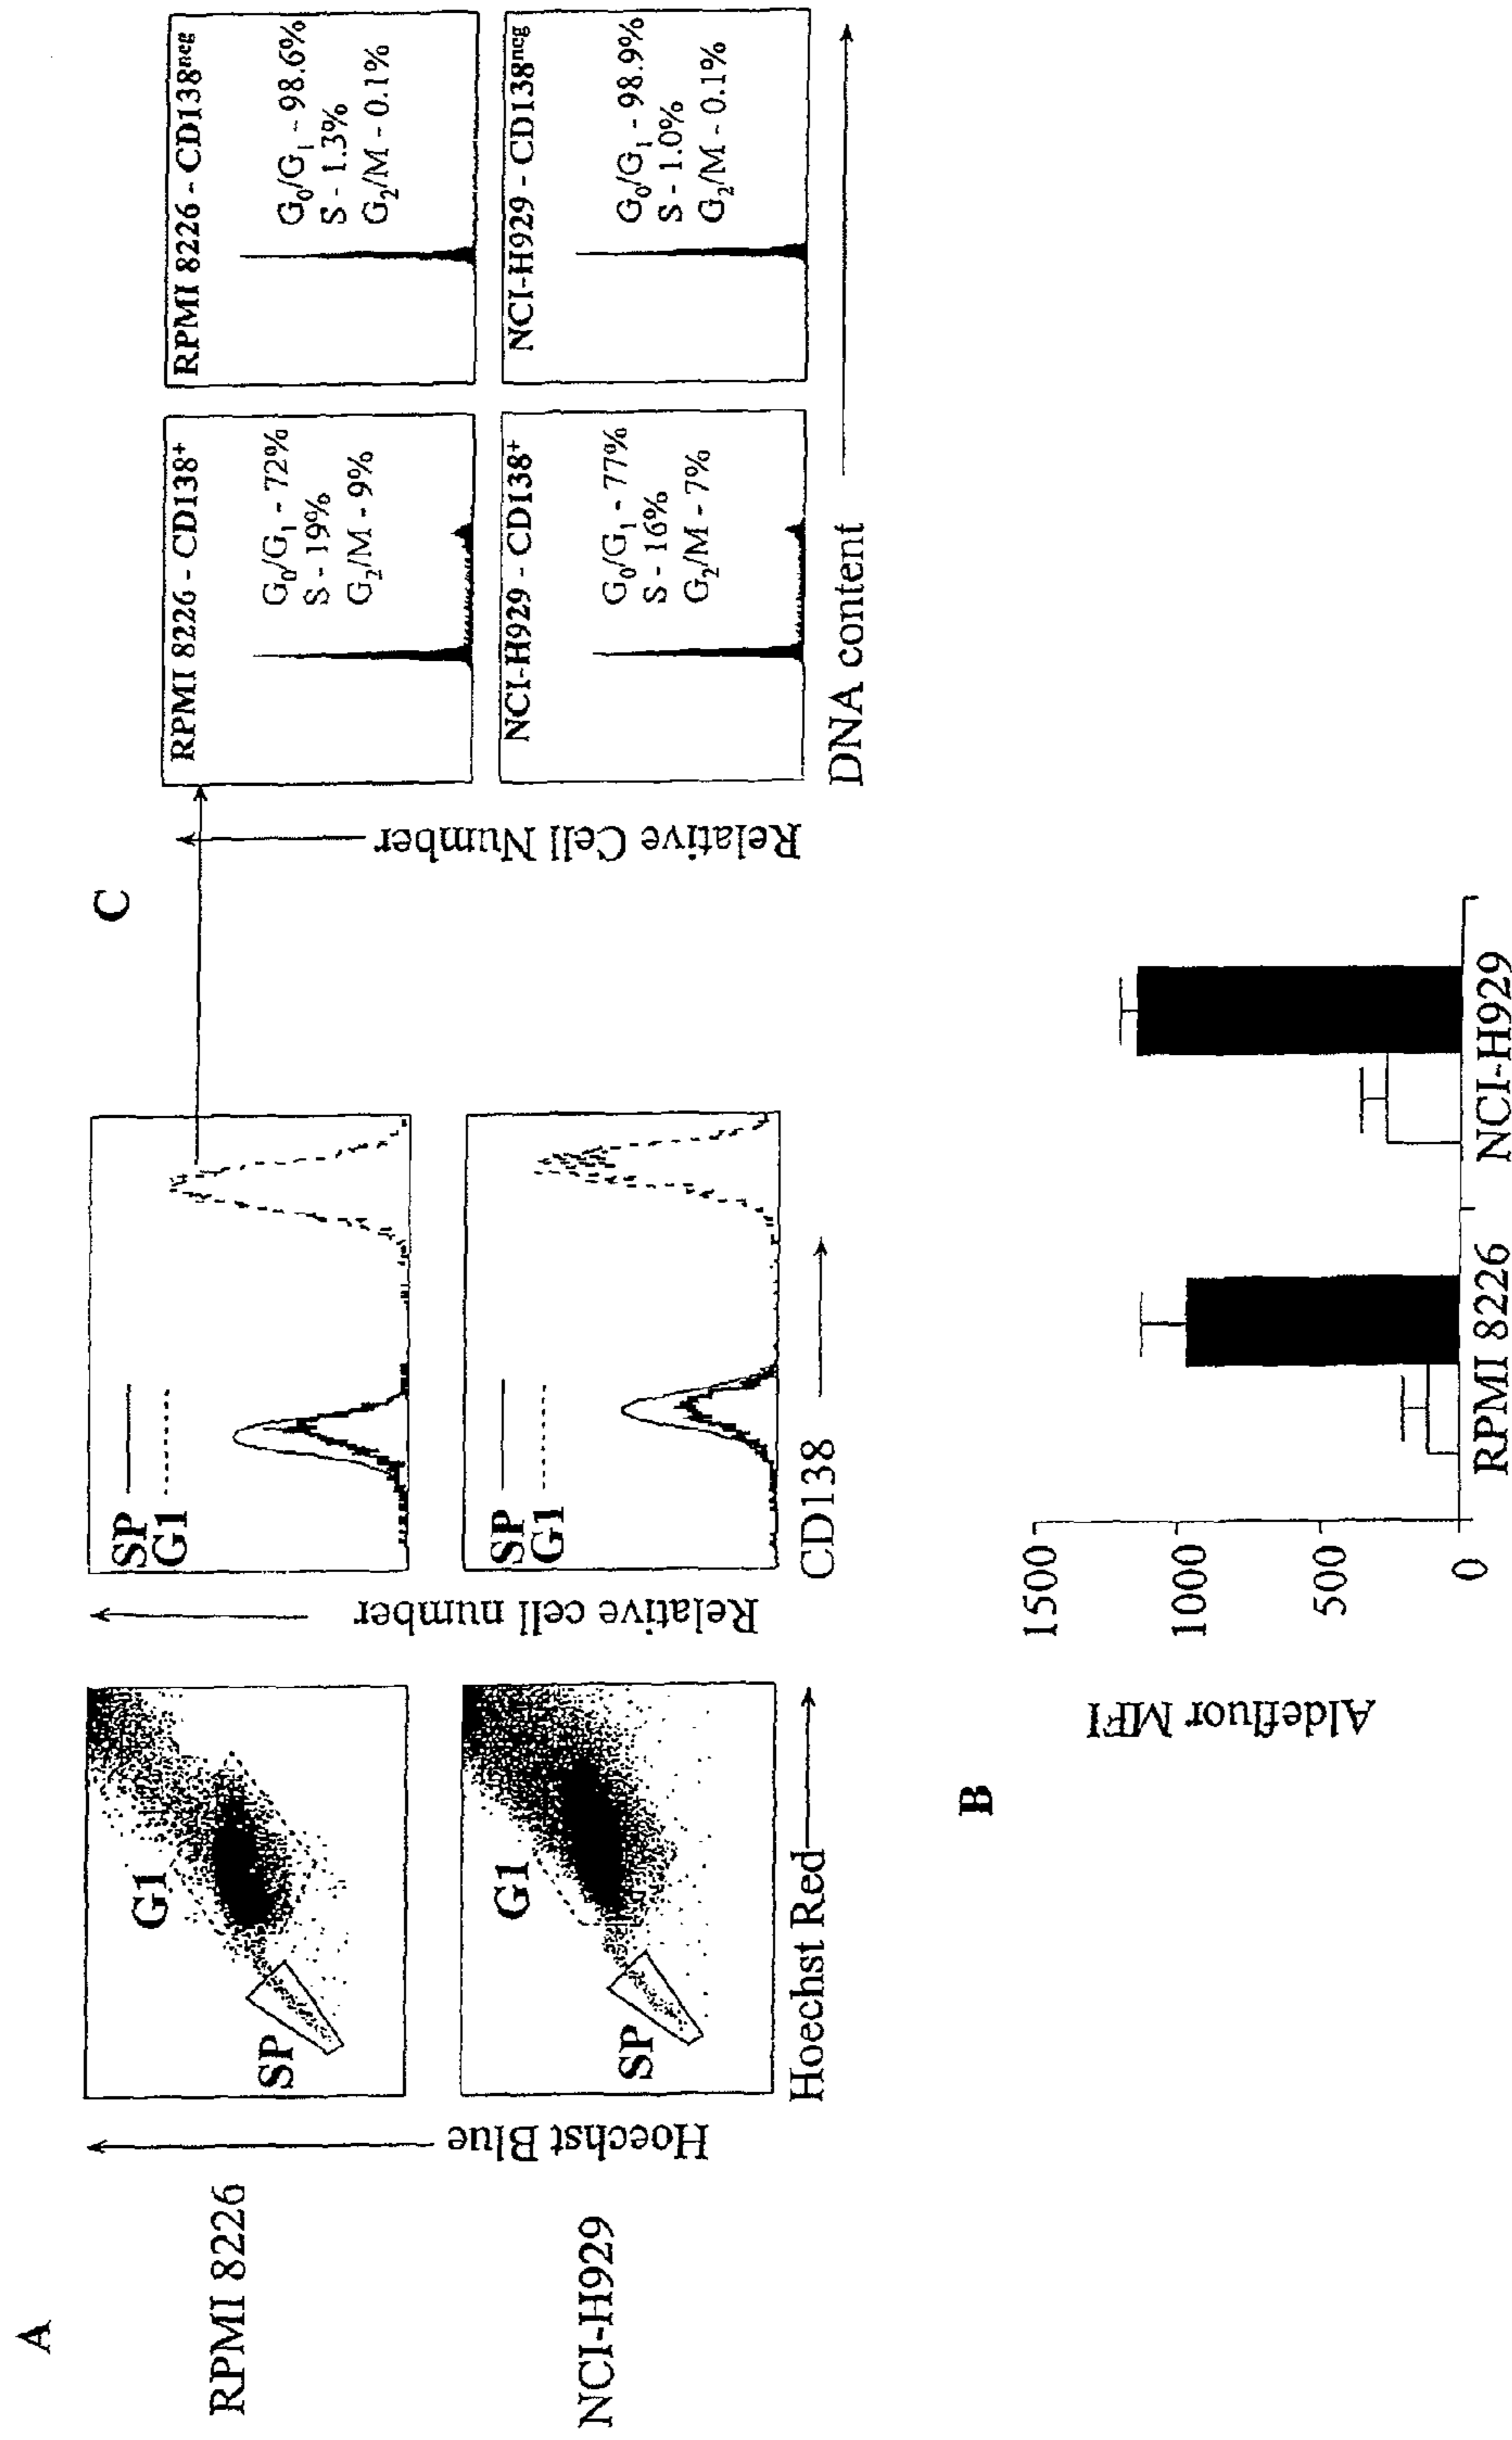 A
RPMI 8226
Hoechst Blue
G1
SP
Relative cell number
SP
G1
NCI-H929
G1
SP
Hoechst Red
SP
G1
CD138
C
Relative Cell Number
RPMI 8226 - CD138⁺
G₀/G₁ - 72%
S - 19%
G₂/M - 9%
RPMI 8226 - CD138ⁿᵉᵍ
G₀/G₁ - 98.6%
S - 1.3%
G₂/M - 0.1%
NCI-H929 - CD138⁺
G₀/G₁ - 77%
S - 16%
G₂/M - 7%
NCI-H929 - CD138ⁿᵉᵍ
G₀/G₁ - 98.9%
S - 1.0%
G₂/M - 0.1%
DNA content
B
Aldefluor MFI
1500
1000
500
0
RPMI 8226
NCI-H929